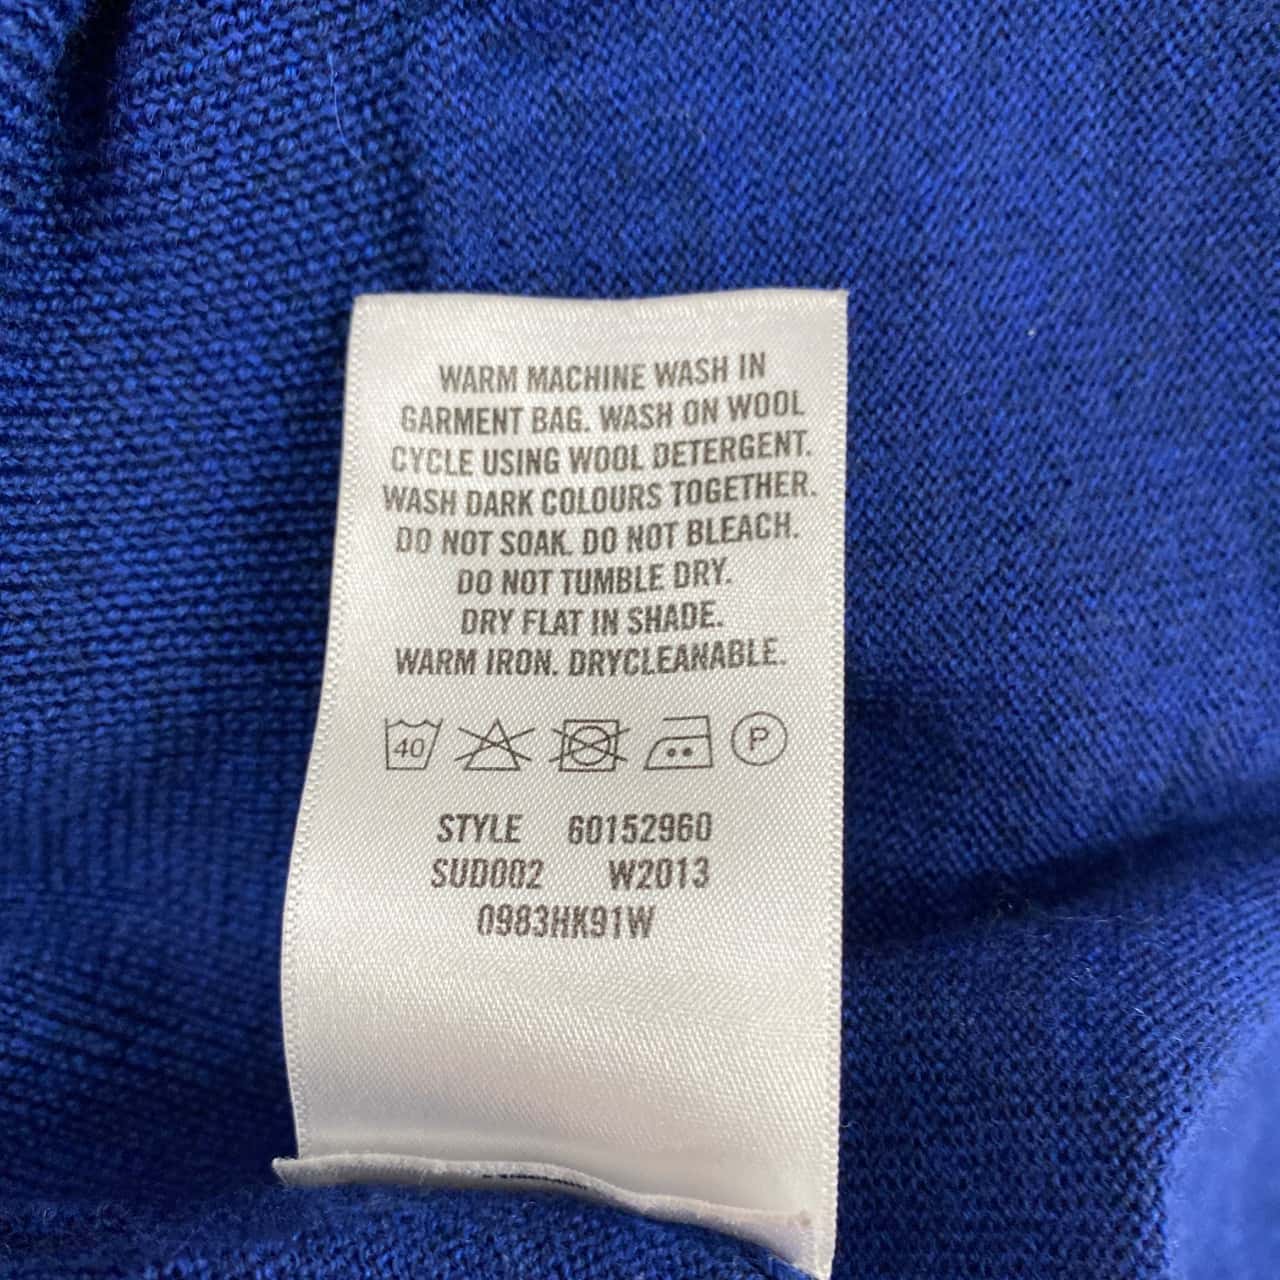 WARM MACHINE WASH IN
GARMENT BAG. WASH ON WOOL
CYCLE USING WOOL DETERGENT.
WASH DARK COLOURS TOGETHER.
DO NOT SOAK. DO NOT BLEACH.
DO NOT TUMBLE DRY.
DRY FLAT IN SHADE.
WARM IRON. DRYCLEANABLE.
40 P
STYLE 60152960
SUD002 W2013
0983HK91W